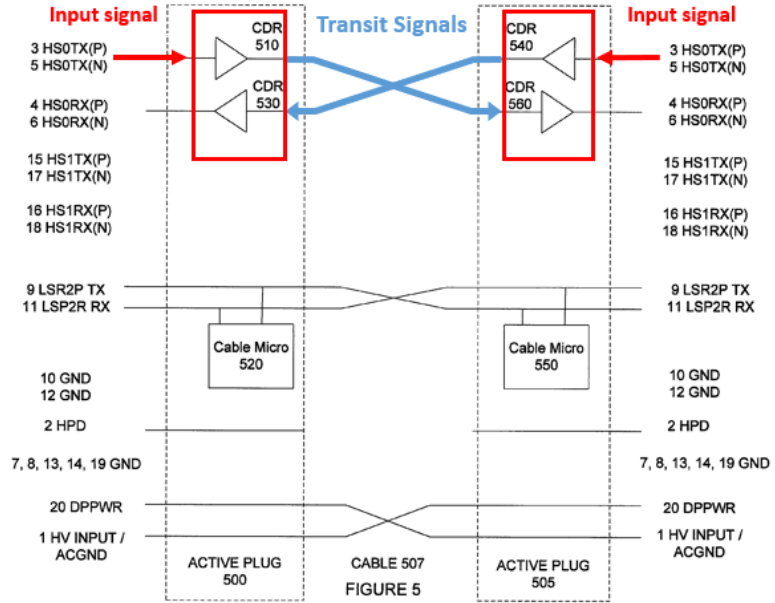 Input signal
Transit Signals
Input signal
3 HS0TX(P)
5 HS0TX(N)
CDR
510
CDR
540
3 HS0TX(P)
5 HS0TX(N)
4 HS0RX(P)
6 HS0RX(N)
CDR
530
CDR
560
4 HS0RX(P)
6 HS0RX(N)
15 HS1TX(P)
17 HS1TX(N)
15 HS1TX(P)
17 HS1TX(N)
16 HS1RX(P)
18 HS1RX(N)
16 HS1RX(P)
18 HS1RX(N)
9 LSR2P TX
11 LSP2R RX
9 LSR2P TX
11 LSP2R RX
Cable Micro
520
Cable Micro
550
10 GND
12 GND
10 GND
12 GND
2 HPD
2 HPD
7, 8, 13, 14, 19 GND
7, 8, 13, 14, 19 GND
20 DPPWR
20 DPPWR
1 HV INPUT /
ACGND
1 HV INPUT /
ACGND
ACTIVE PLUG
500
CABLE 507
ACTIVE PLUG
505
FIGURE 5